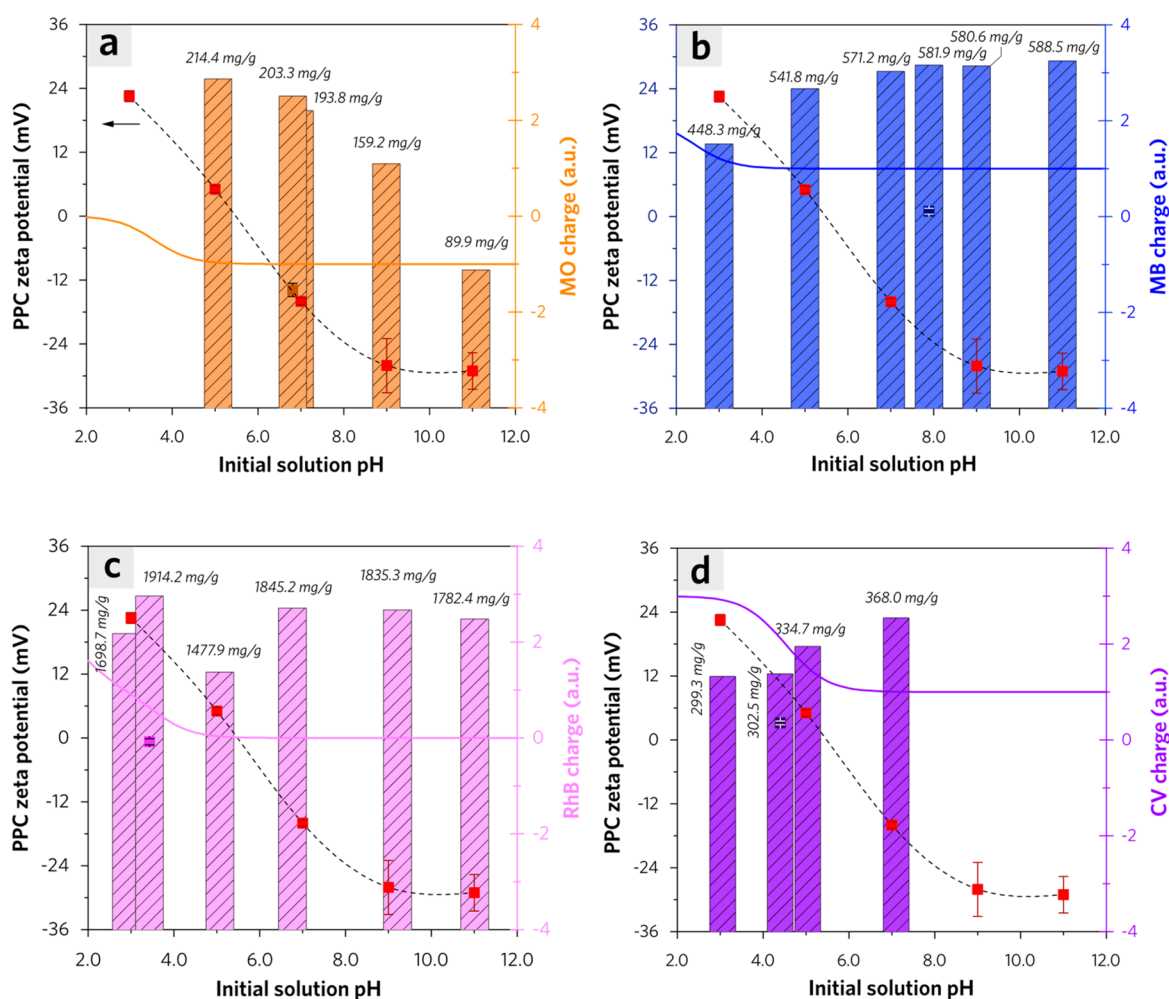 a
36
24
12
0
-12
-24
-36
PPC zeta potential (mV)
214.4 mg/g
203.3 mg/g
193.8 mg/g
159.2 mg/g
89.9 mg/g
4
2
0
-2
-4
MO charge (a.u.)
2.0 4.0 6.0 8.0 10.0 12.0
Initial solution pH
b
36
24
12
0
-12
-24
-36
PPC zeta potential (mV)
448.3 mg/g
541.8 mg/g
571.2 mg/g
580.6 mg/g
581.9 mg/g
588.5 mg/g
4
2
0
-2
-4
MB charge (a.u.)
2.0 4.0 6.0 8.0 10.0 12.0
Initial solution pH
c
36
24
12
0
-12
-24
-36
PPC zeta potential (mV)
1698.7 mg/g
1914.2 mg/g
1477.9 mg/g
1845.2 mg/g
1835.3 mg/g
1782.4 mg/g
4
2
0
-2
-4
RhB charge (a.u.)
2.0 4.0 6.0 8.0 10.0 12.0
Initial solution pH
d
36
24
12
0
-12
-24
-36
PPC zeta potential (mV)
299.3 mg/g
302.5 mg/g
334.7 mg/g
368.0 mg/g
4
2
0
-2
-4
CV charge (a.u.)
2.0 4.0 6.0 8.0 10.0 12.0
Initial solution pH